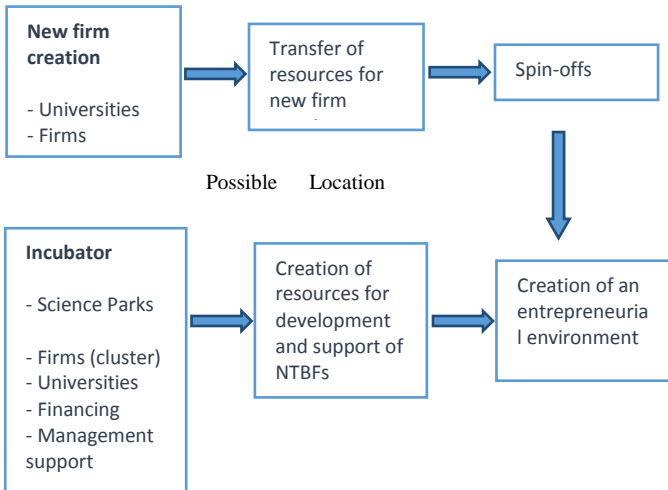 New firm
creation
- Universities
- Firms
Transfer of
resources for
new firm
Spin-offs
Possible Location
Incubator
- Science Parks
- Firms (cluster)
- Universities
- Financing
- Management
support
Creation of
resources for
development
and support of
NTBFs
Creation of an
entrepreneuria
l environment